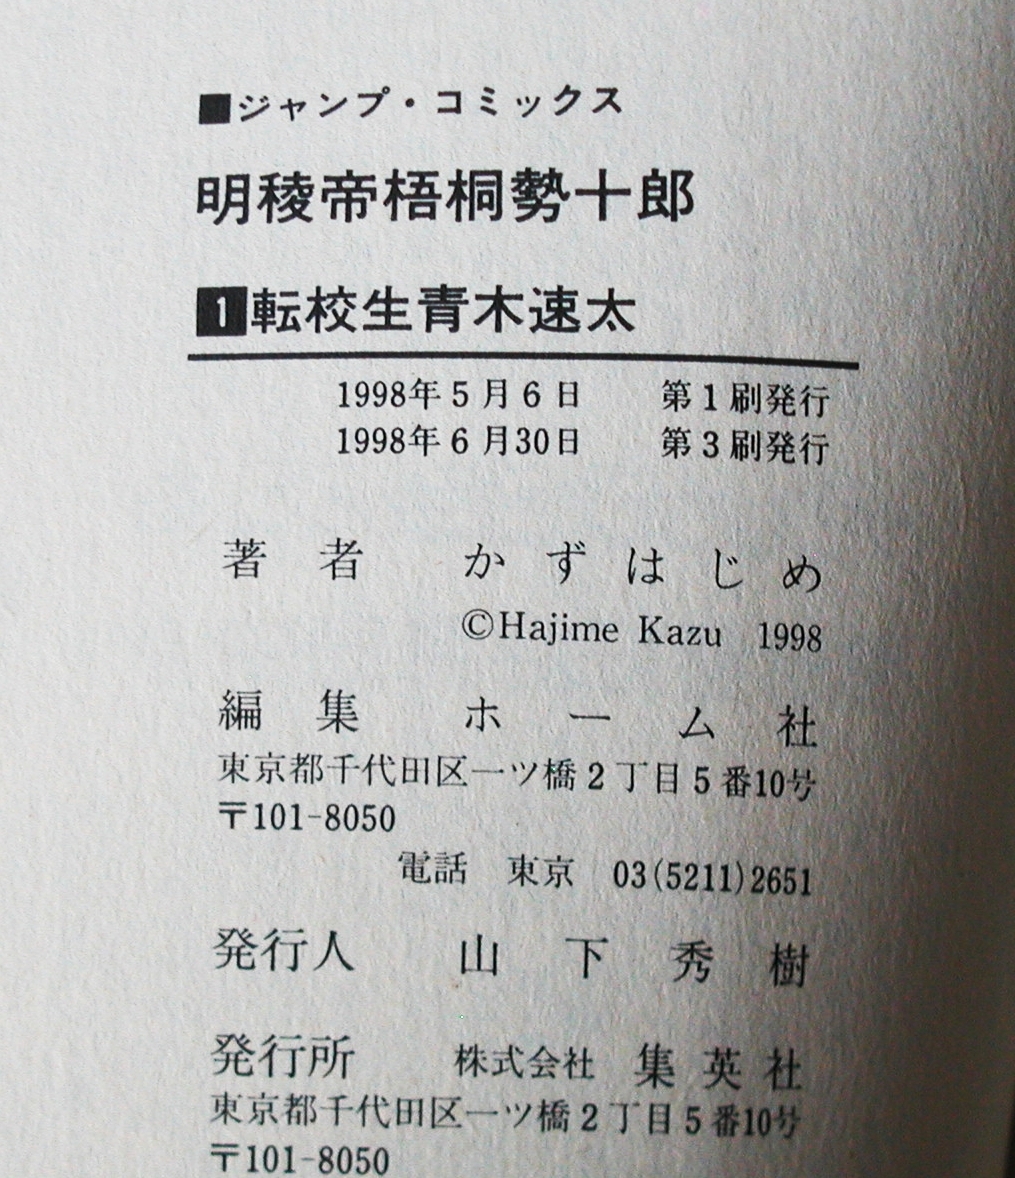 ■ジャンプ・コミックス
明稜帝梧桐勢十郎
1転校生青木速太
1998年5月6日 第1刷発行
1998年6月30日 第3刷発行
著者 かずはじめ
©Hajime Kazu 1998
編集 ホーム社
東京都千代田区一ツ橋2丁目5番10号
〒101-8050
電話 東京 03(5211)2651
発行人 山下秀樹
発行所 株式会社 集英社
東京都千代田区一ツ橋2丁目5番10号
〒101-8050